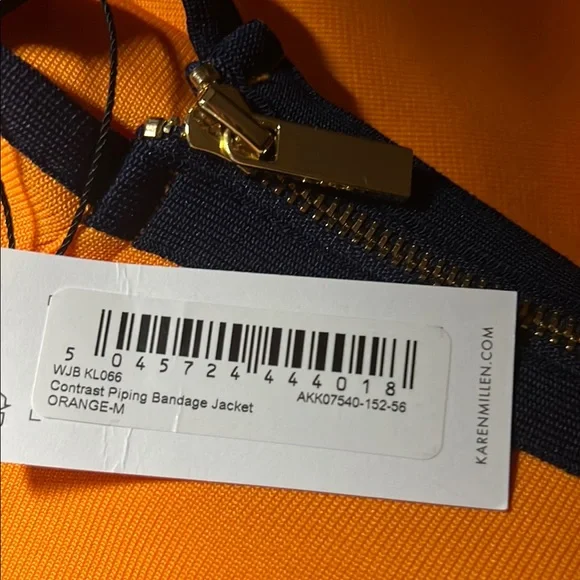 5 045724 444018
WJB KL066
Contrast Piping Bandage Jacket AKK07540-152-56
ORANGE-M
KARENMILLEN.COM